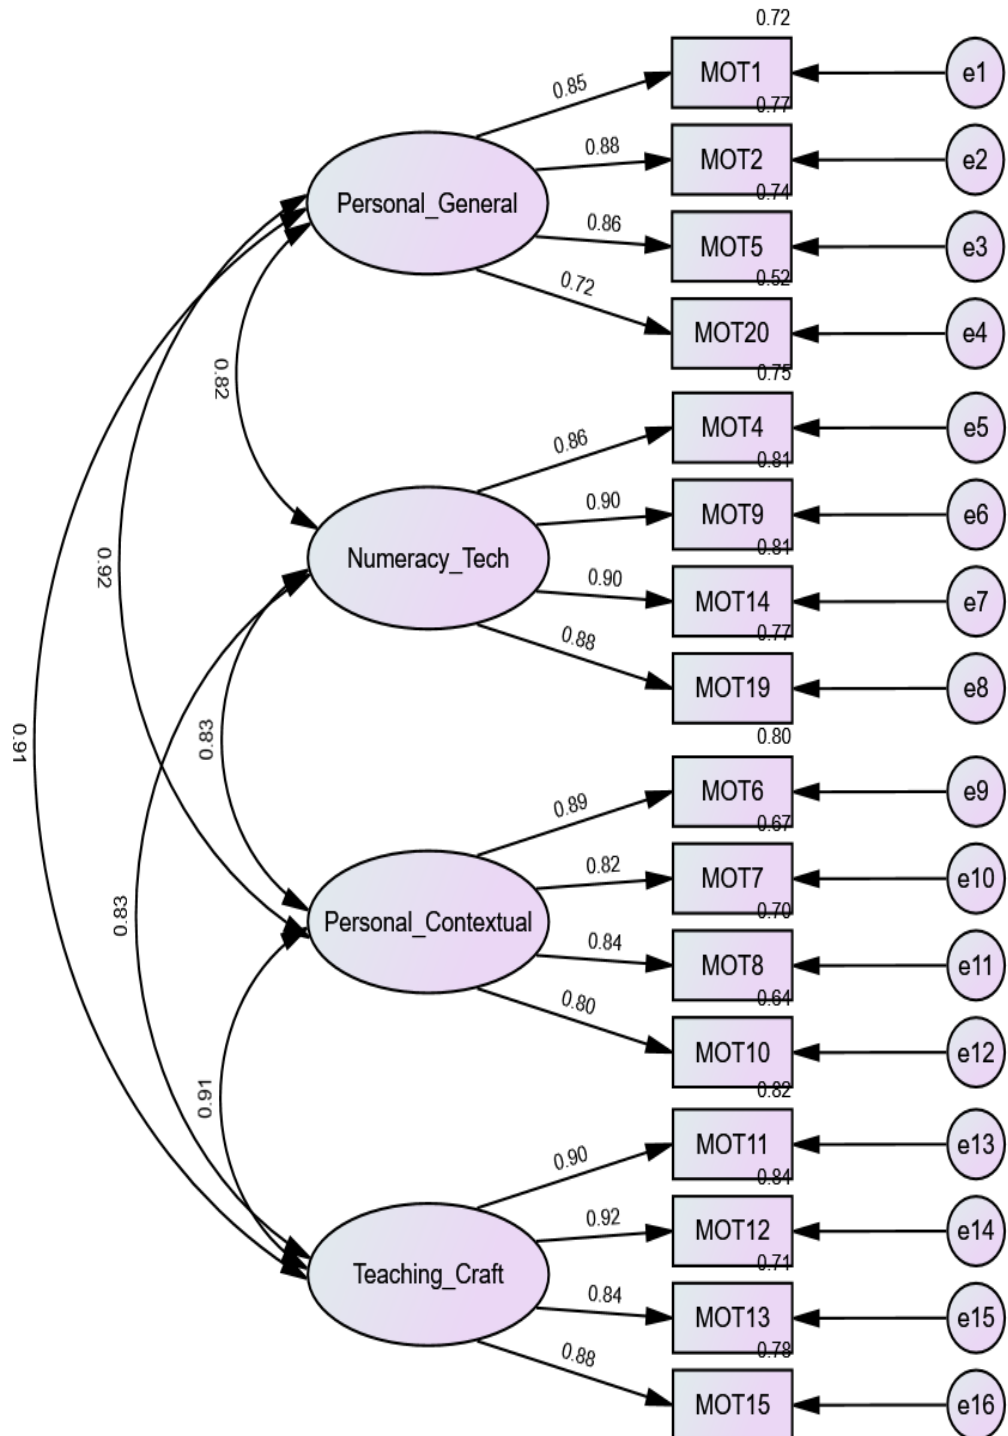 0.72
0.85
MOT1
e1
0.77
0.88
MOT2
e2
0.74
Personal_General
0.86
MOT5
e3
0.52
0.72
MOT20
e4
0.82
0.75
0.86
MOT4
e5
0.81
0.90
MOT9
e6
0.81
Numeracy_Tech
0.92
0.90
MOT14
e7
0.77
0.88
MOT19
e8
0.91
0.83
0.80
0.89
MOT6
e9
0.67
0.82
MOT7
e10
0.70
0.83
Personal_Contextual
0.84
MOT8
e11
0.64
0.80
MOT10
e12
0.91
0.82
0.90
MOT11
e13
0.84
0.92
MOT12
e14
0.71
Teaching_Craft
0.84
MOT13
e15
0.78
0.88
MOT15
e16